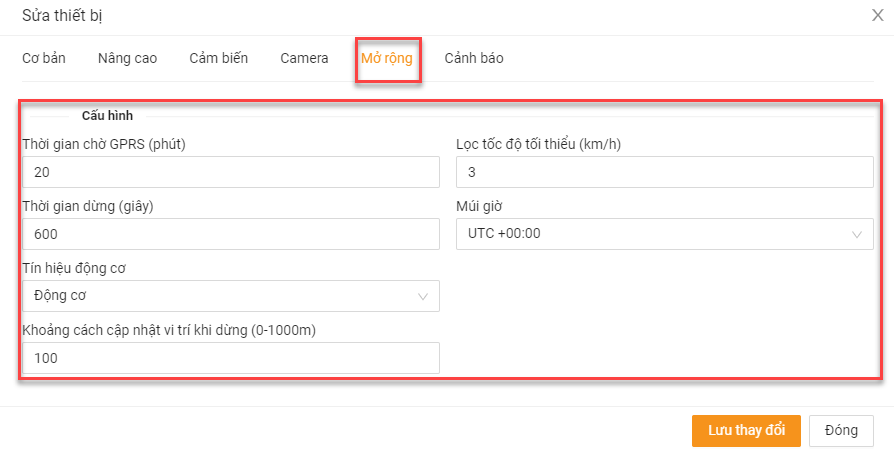 Sửa thiết bị
Cơ bản Nâng cao Cảm biến Camera Mở rộng Cảnh báo
Cấu hình
Thời gian chờ GPRS (phút) Lọc tốc độ tối thiểu (km/h)
20 3
Thời gian dừng (giây) Múi giờ
600 UTC +00:00
Tín hiệu động cơ
Động cơ
Khoảng cách cập nhật vi trí khi dừng (0-1000m)
100
Lưu thay đổi Đóng